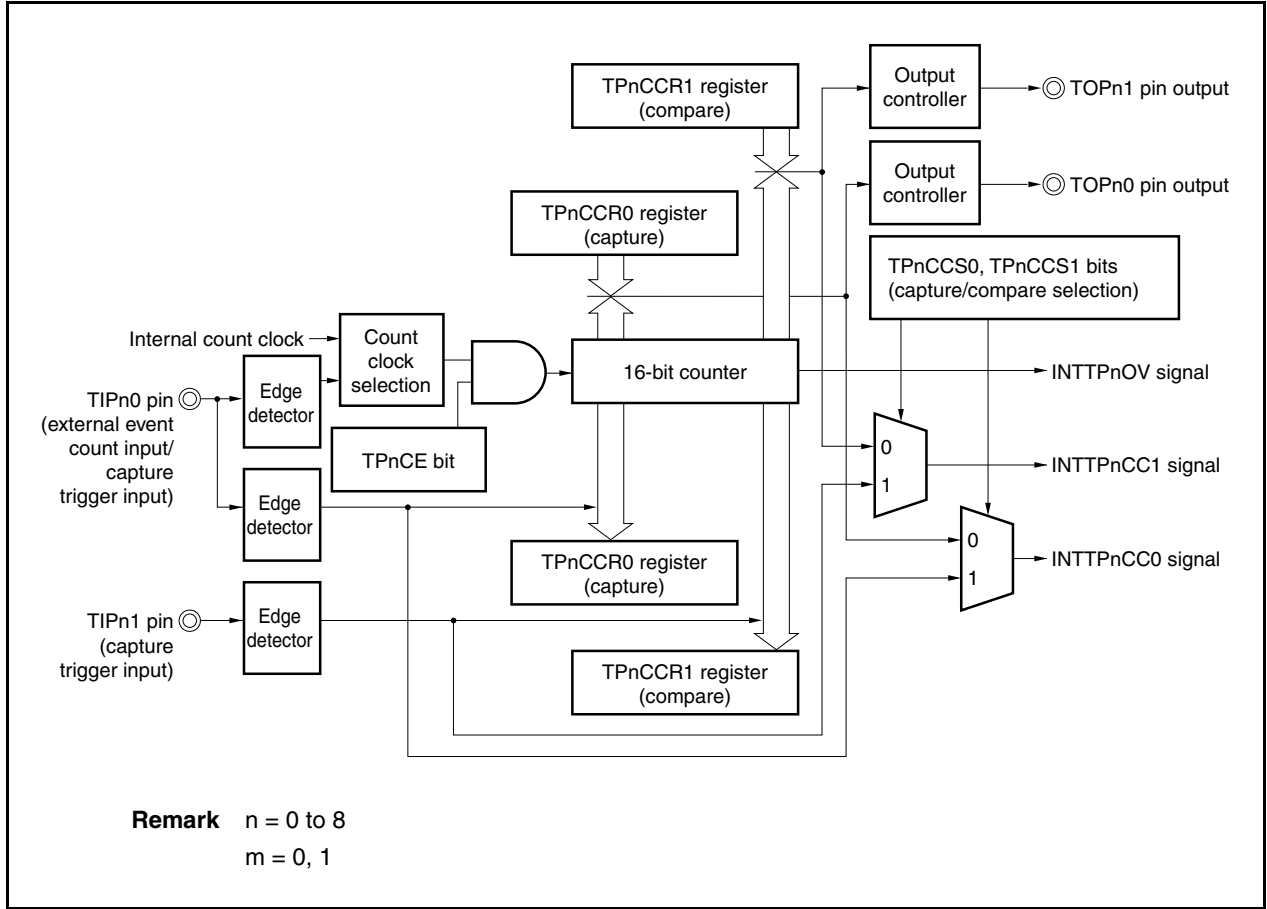 TPnCCR1 register
(compare)
Output
controller
TOPn1 pin output
Output
controller
TOPn0 pin output
TPnCCR0 register
(capture)
TPnCCS0, TPnCCS1 bits
(capture/compare selection)
Internal count clock
Count
clock
selection
16-bit counter
INTTPnOV signal
TIPn0 pin
(external event
count input/
capture
trigger input)
Edge
detector
TPnCE bit
0
1
INTTPnCC1 signal
Edge
detector
TPnCCR0 register
(capture)
0
1
INTTPnCC0 signal
TIPn1 pin
(capture
trigger input)
Edge
detector
TPnCCR1 register
(compare)
Remark n = 0 to 8
m = 0, 1